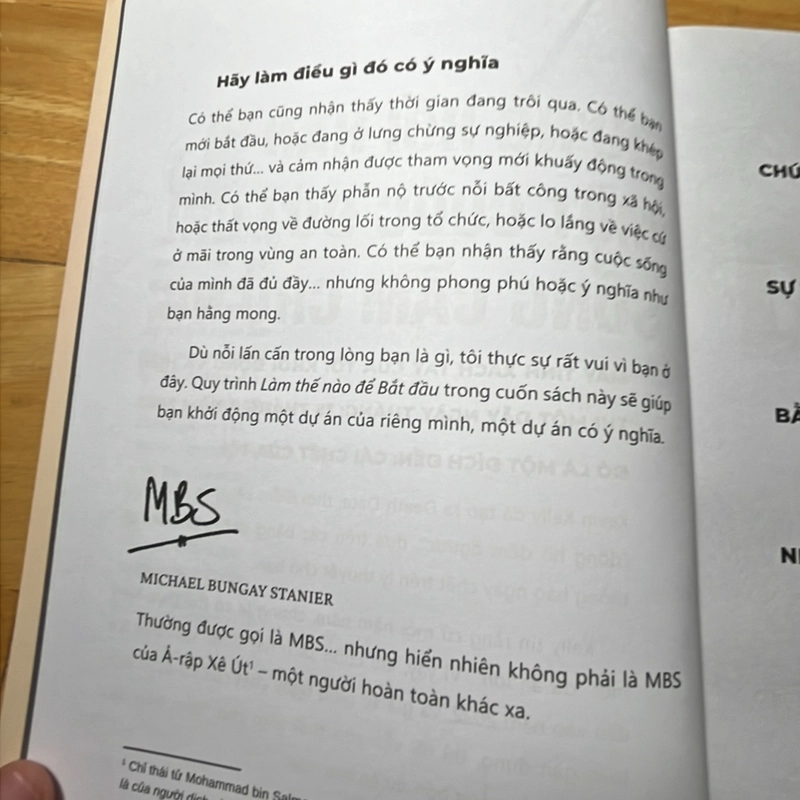 Hãy làm điều gì đó có ý nghĩa
Có thể bạn cũng nhận thấy thời gian đang trôi qua. Có thể bạn
mới bắt đầu, hoặc đang ở lưng chừng sự nghiệp, hoặc đang khép
lại mọi thứ... và cảm nhận được tham vọng mới khuấy động trong
mình. Có thể bạn thấy phẫn nộ trước nỗi bất công trong xã hội,
hoặc thất vọng về đường lối trong tổ chức, hoặc lo lắng về việc cứ
ở mãi trong vùng an toàn. Có thể bạn nhận thấy rằng cuộc sống
của mình đã đủ đầy... nhưng không phong phú hoặc ý nghĩa như
bạn hằng mong.
Dù nỗi lấn cấn trong lòng bạn là gì, tôi thực sự rất vui vì bạn ở
đây. Quy trình Làm thế nào để Bắt đầu trong cuốn sách này sẽ giúp
bạn khởi động một dự án của riêng mình, một dự án có ý nghĩa.
MBS
MICHAEL BUNGAY STANIER
Thường được gọi là MBS... nhưng hiển nhiên không phải là MBS
của Ả-rập Xê Út¹ – một người hoàn toàn khác xa.
¹ Chỉ thái tử Mohammad bin
là của người
CHÚ
SỰ